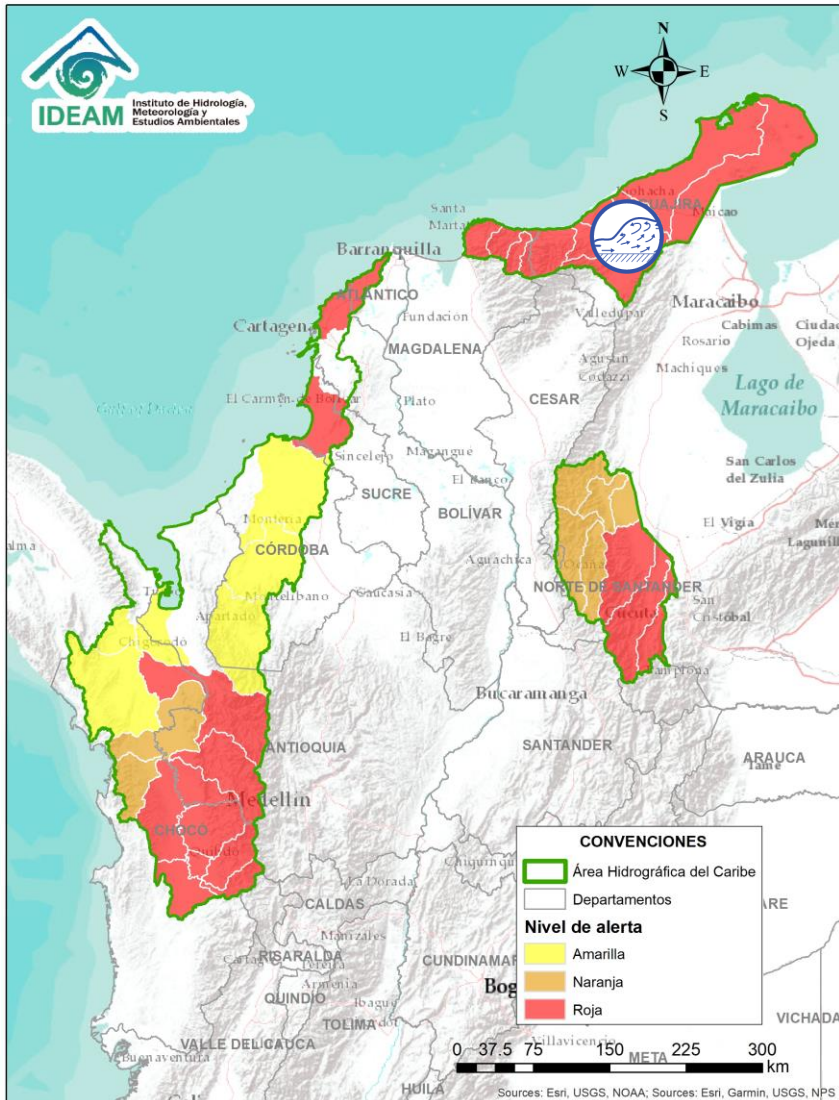 IDEAM
Instituto de Hidrología,
Meteorología y
Estudios Ambientales
N
W
E
S
GUAJIRA
Maicao
Santa
Marta
Barranquilla
ATLÁNTICO
Cartagena
Fundación
Valledupar
Maracaibo
Cabimas
Ciudad
Ojeda
Rosario
Machiques
MAGDALENA
Agustín
Codazzi
El Carmen de Bolívar
Plato
CESAR
Lago de
Maracaibo
Sincelejo
Magangué
El Banco
SUCRE
BOLÍVAR
San Carlos
del Zulia
El Vigía
Montería
CÓRDOBA
Aguachica
Ocaña
NORTE DE SANTANDER
Cúcuta
San
Cristóbal
Montelíbano
Caucasia
Apartadó
Chigorodó
El Bagre
Pamplona
Bucaramanga
SANTANDER
ARAUCA
Tame
ANTIOQUIA
Medellín
CHOCÓ
Quibdó
La Dorada
CALDAS
Manizales
RISARALDA
Pereira
Armenia
QUINDÍO
Ibagué
TOLIMA
VALLE DEL CAUCA
Buenaventura
HUILA
Villavicencio
META
VICHADA
CONVENCIONES
Área Hidrográfica del Caribe
Departamentos
Nivel de alerta
Amarilla
Naranja
Roja
0 37.5 75 150 225 300
km
Sources: Esri, USGS, NOAA; Sources: Esri, Garmin, USGS, NPS